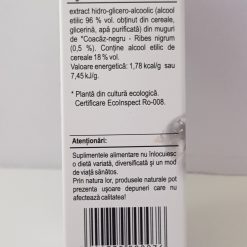 extract hidro-glicero-alcoolic (alcool
etilic 96 % vol. obținut din cereale,
glicerină, apă purificată) din muguri
de *Coacăz-negru - Ribes nigrum
(0,5 %). Conține alcool etilic de
cereale 18 % vol.
Valoare energetică: 1,78 kcal/g sau
7,45 kJ/g.
* Plantă din cultură ecologică.
Certificare EcoInspect Ro-008.
Atenționări:
Suplimentele alimentare nu înlocuiesc
o dietă variată, diversificată și un mod
de viață sănătos.
Prin natura lor, produsele naturale pot
prezenta ușoare depuneri care nu
afectează calitatea!